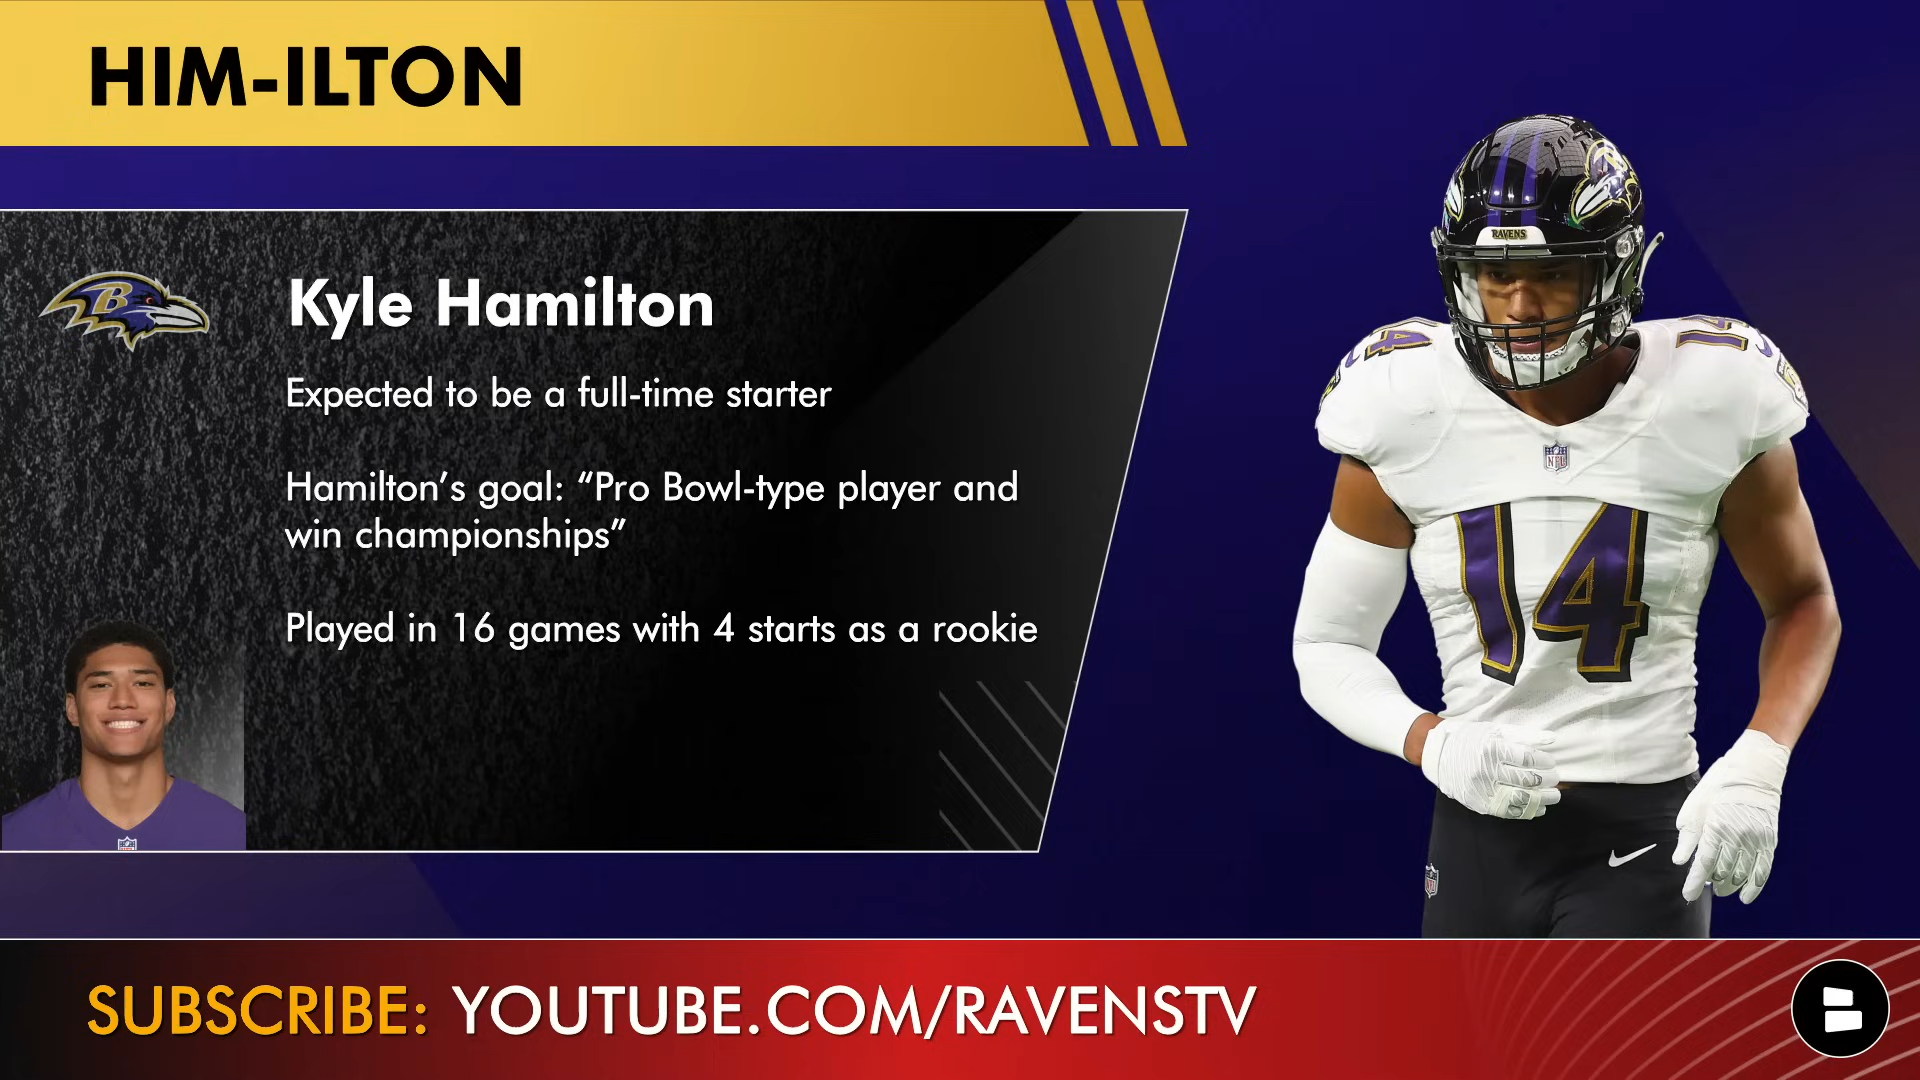 HIM-ILTON
B
Kyle Hamilton
Expected to be a full-time starter
Hamilton’s goal: “Pro Bowl-type player and
win championships”
Played in 16 games with 4 starts as a rookie
RAVENS
14
14
NFL
14
SUBSCRIBE: YOUTUBE.COM/RAVENSTV